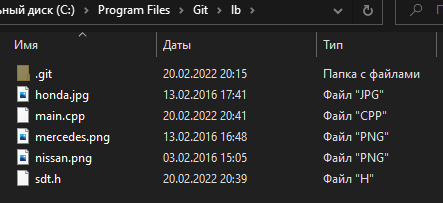 ьный диск (C:) > Program Files > Git > lb
Имя Даты Тип
.git 20.02.2022 20:15 Папка с файлами
honda.jpg 13.02.2016 17:41 Файл "JPG"
main.cpp 20.02.2022 20:41 Файл "CPP"
mercedes.png 13.02.2016 16:48 Файл "PNG"
nissan.png 03.02.2016 15:05 Файл "PNG"
sdt.h 20.02.2022 20:39 Файл "H"